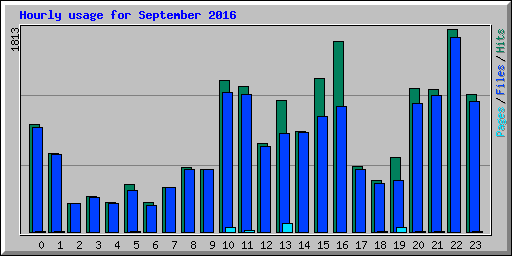 Hourly usage for September 2016
1813
Pages/Files/Hits
0 1 2 3 4 5 6 7 8 9 10 11 12 13 14 15 16 17 18 19 20 21 22 23